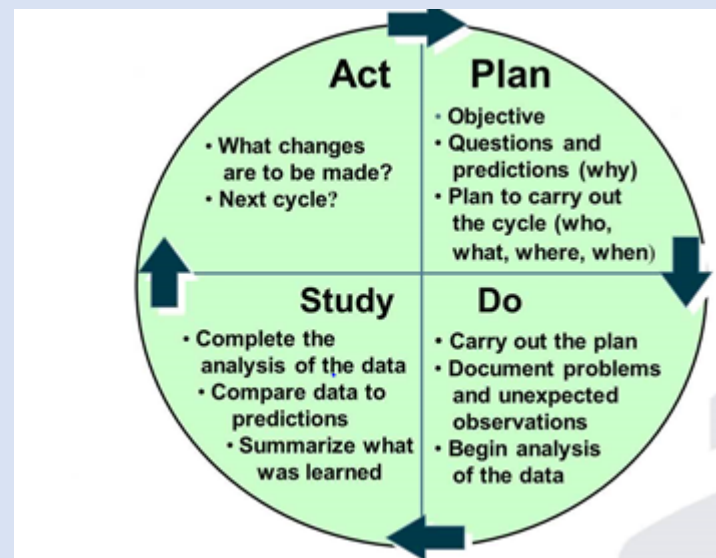 Act
• What changes
are to be made?
• Next cycle?
Plan
• Objective
• Questions and
predictions (why)
• Plan to carry out
the cycle (who,
what, where, when)
Study
• Complete the
analysis of the data
• Compare data to
predictions
• Summarize what
was learned
Do
• Carry out the plan
• Document problems
and unexpected
observations
• Begin analysis
of the data